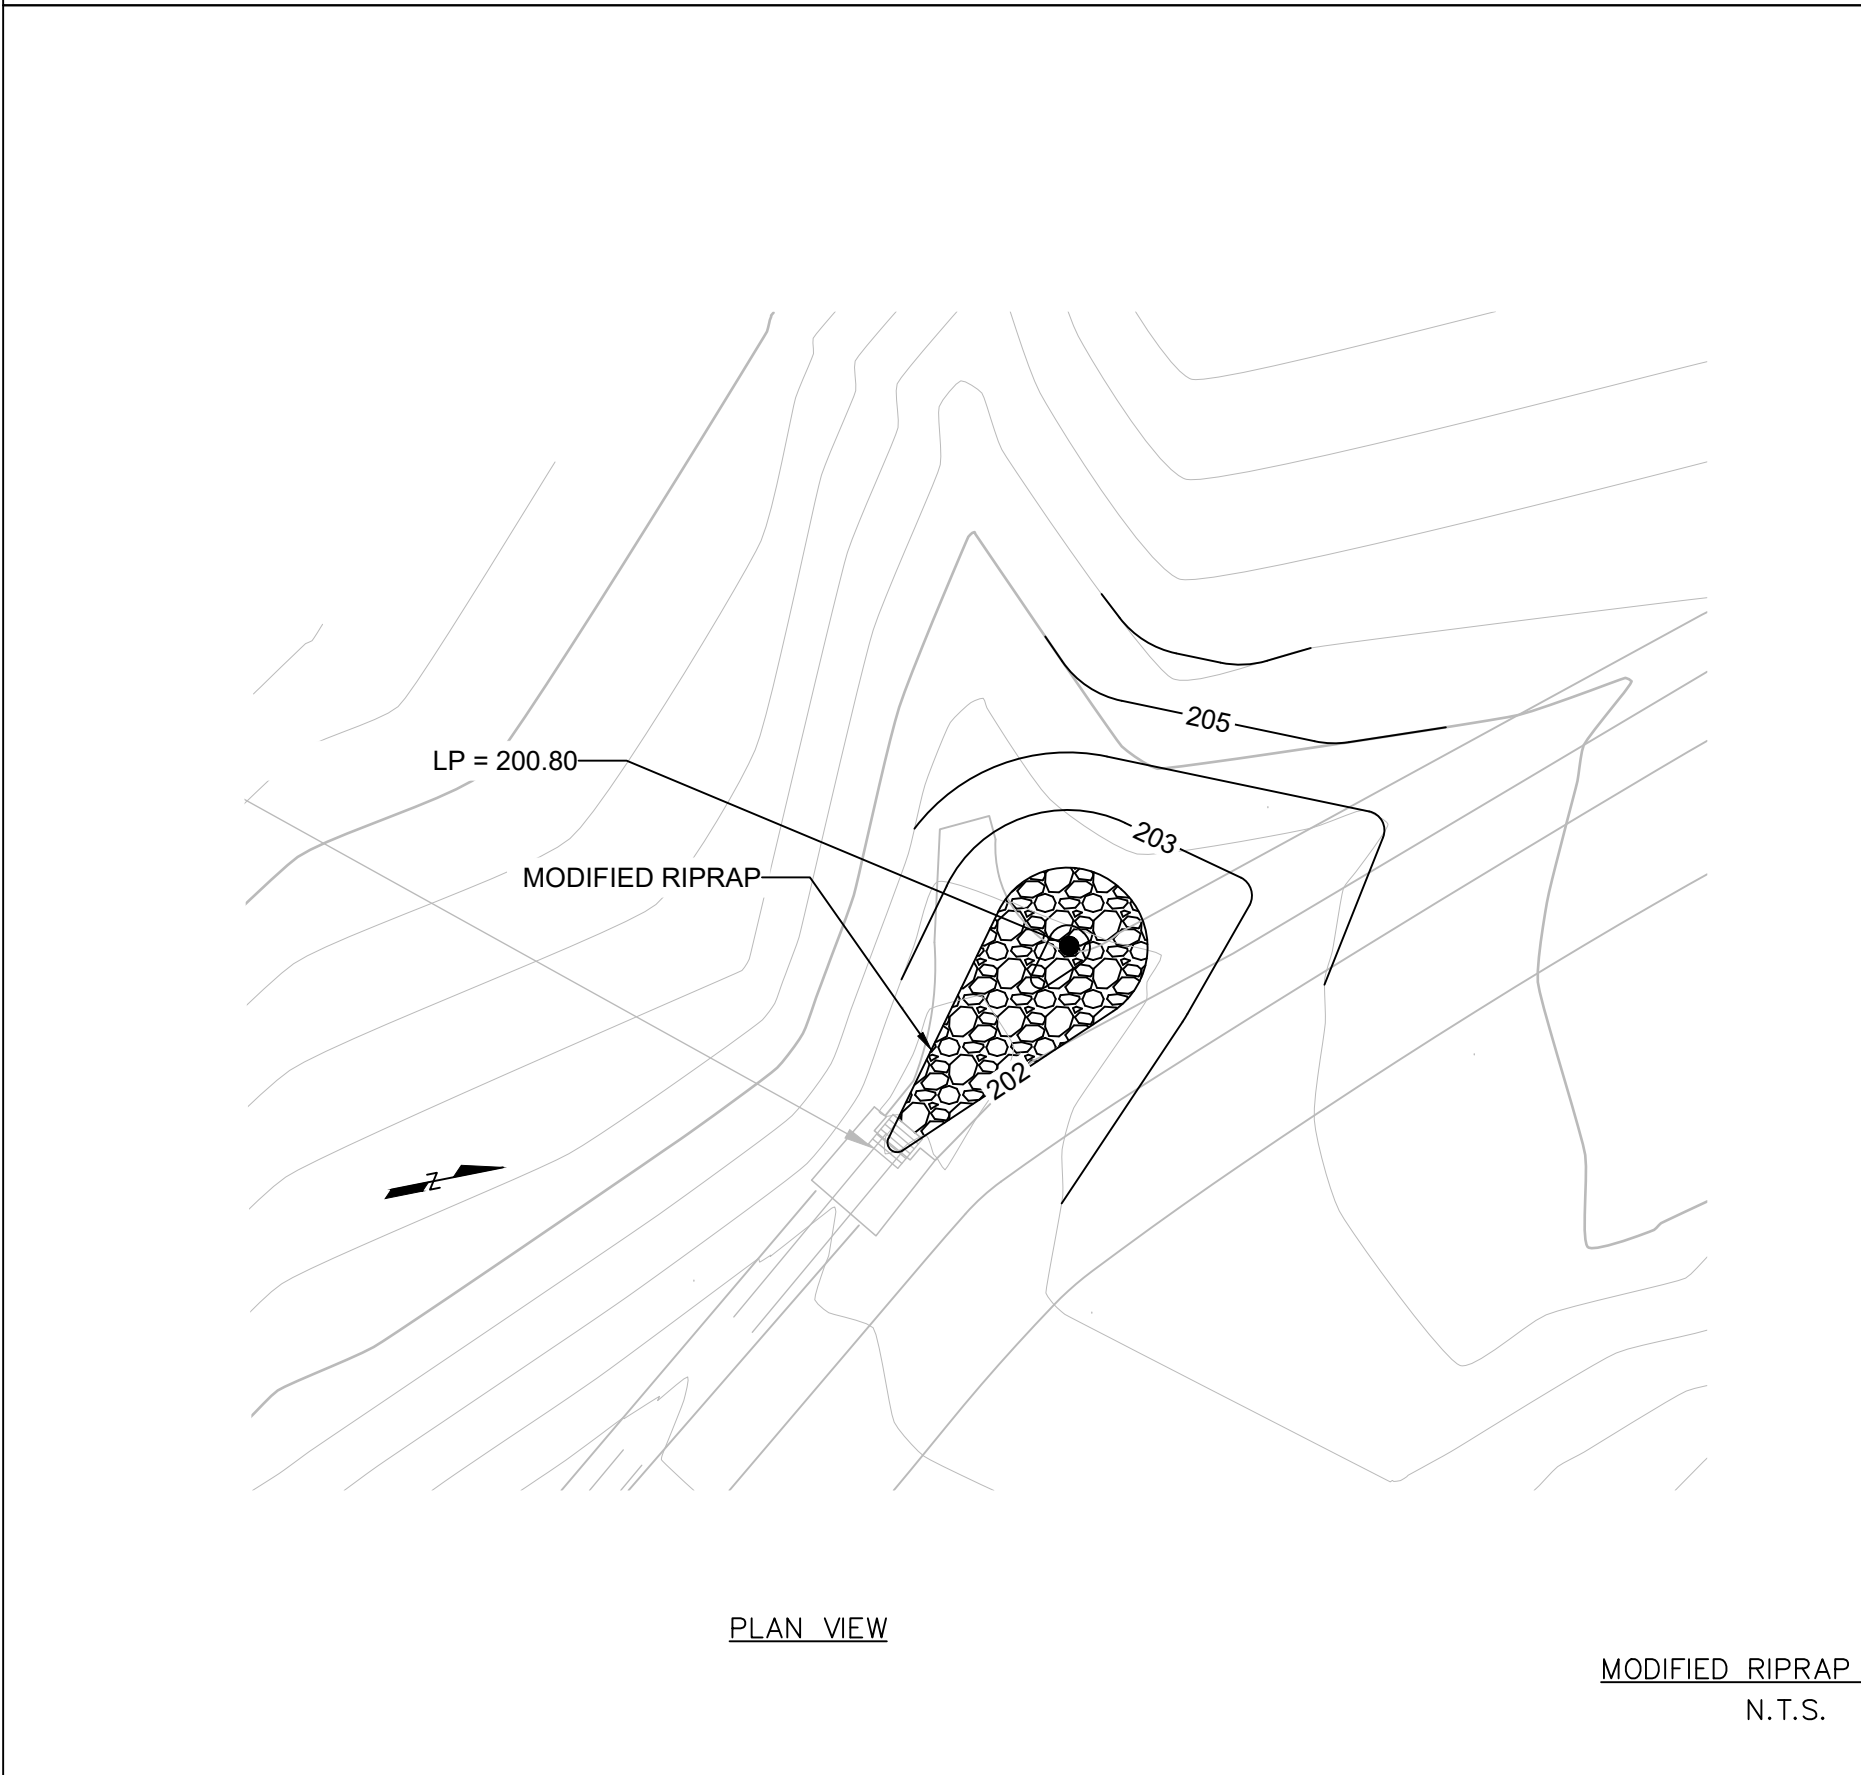 205
LP = 200.80
203
MODIFIED RIPRAP
202
N
PLAN VIEW
MODIFIED RIPRAP
N.T.S.